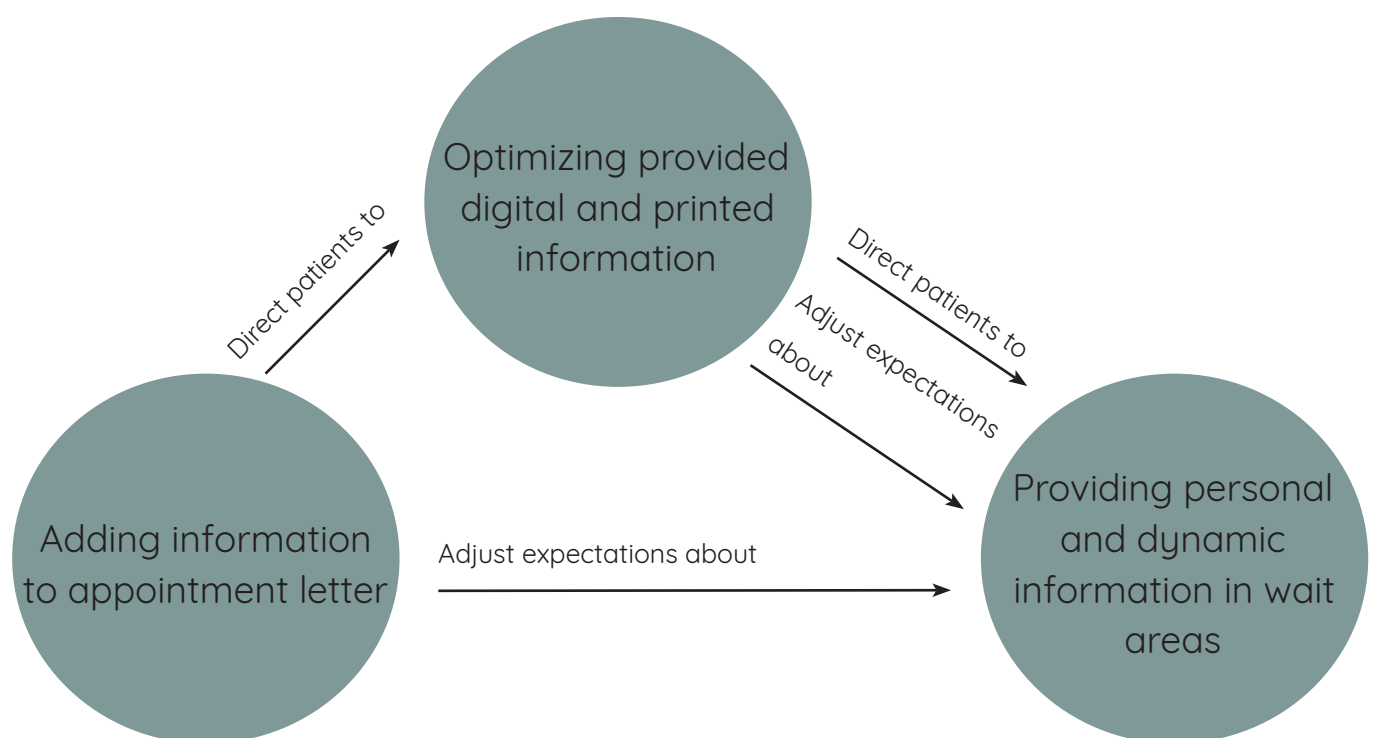 Optimizing provided
digital and printed
information
Direct patients to
Direct patients to
Adjust expectations
about
Adding information
to appointment letter
Adjust expectations about
Providing personal
and dynamic
information in wait
areas